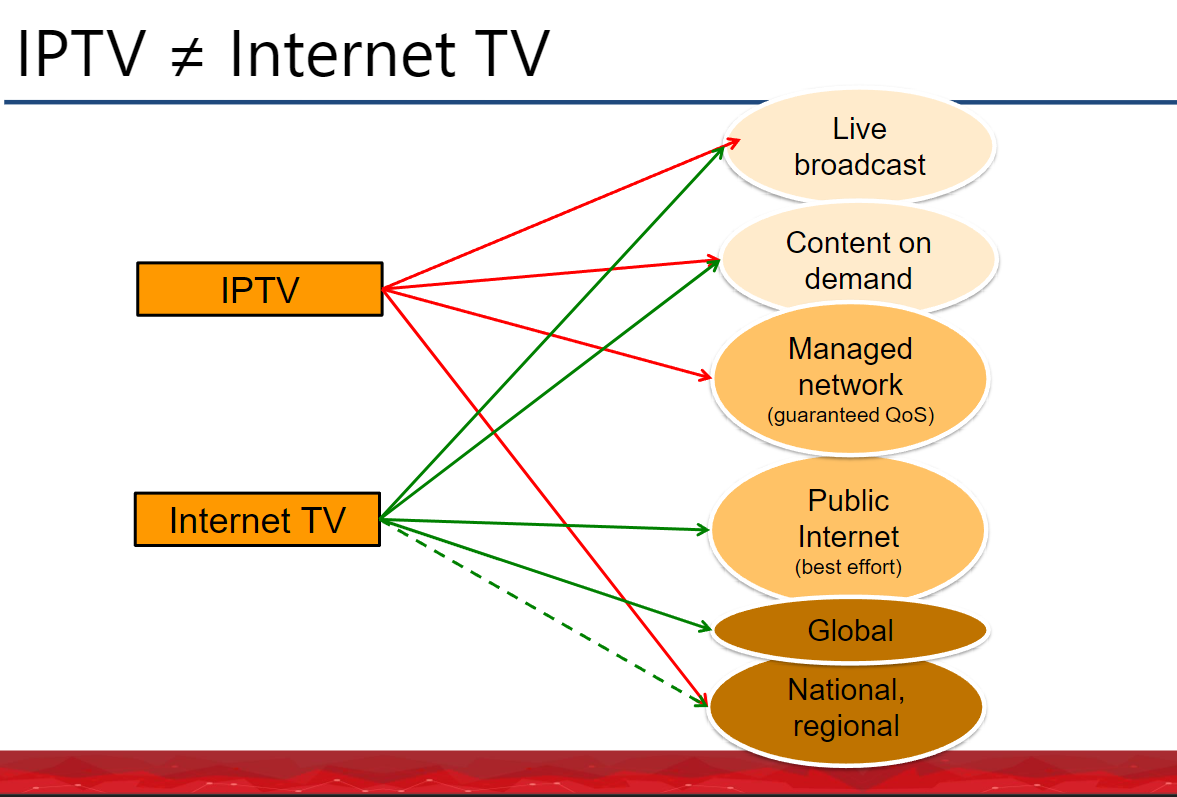 IPTV ≠ Internet TV
Live
broadcast
Content on
demand
IPTV
Managed
network
(guaranteed QoS)
Internet TV
Public
Internet
(best effort)
Global
National,
regional